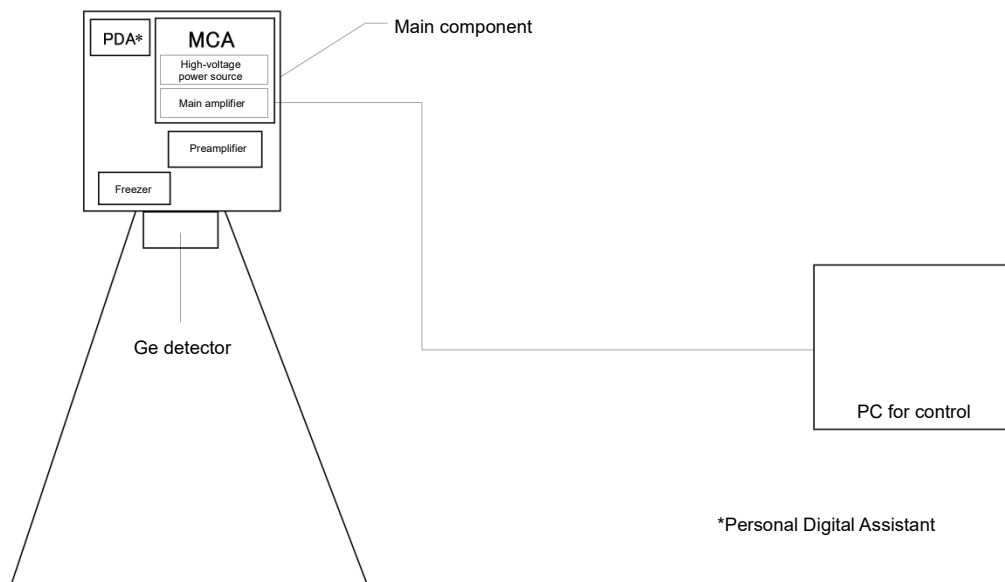 PDA*
MCA
Main component
High-voltage
power source
Main amplifier
Preamplifier
Freezer
Ge detector
PC for control
*Personal Digital Assistant